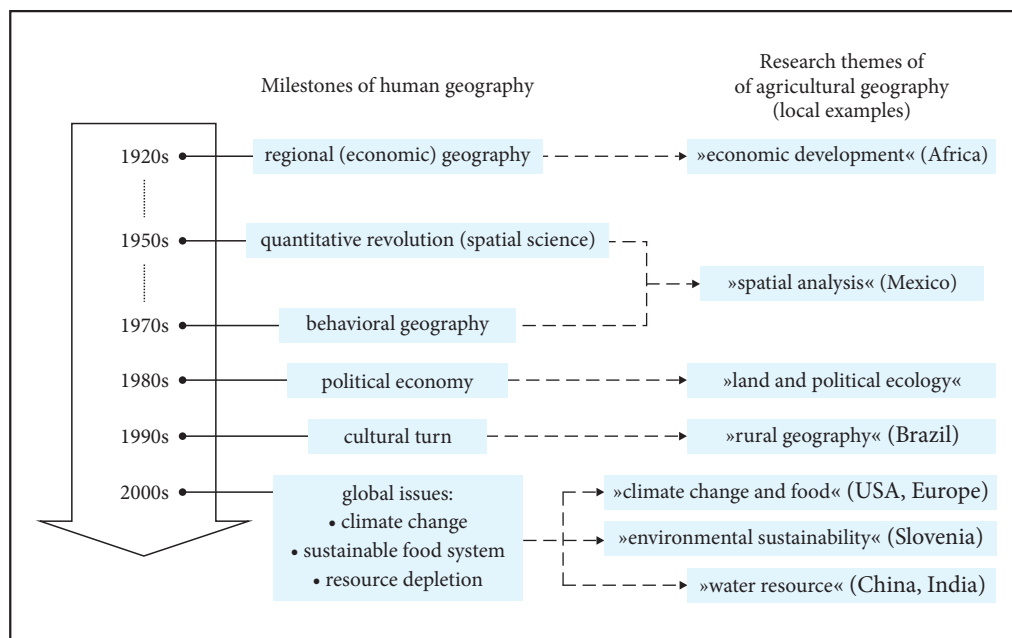 Milestones of human geography
Research themes of
of agricultural geography
(local examples)
1920s
regional (economic) geography
»economic development« (Africa)
1950s
quantitative revolution (spatial science)
»spatial analysis« (Mexico)
1970s
behavioral geography
1980s
political economy
»land and political ecology«
1990s
cultural turn
»rural geography« (Brazil)
2000s
global issues:
• climate change
• sustainable food system
• resource depletion
»climate change and food« (USA, Europe)
»environmental sustainability« (Slovenia)
»water resource« (China, India)